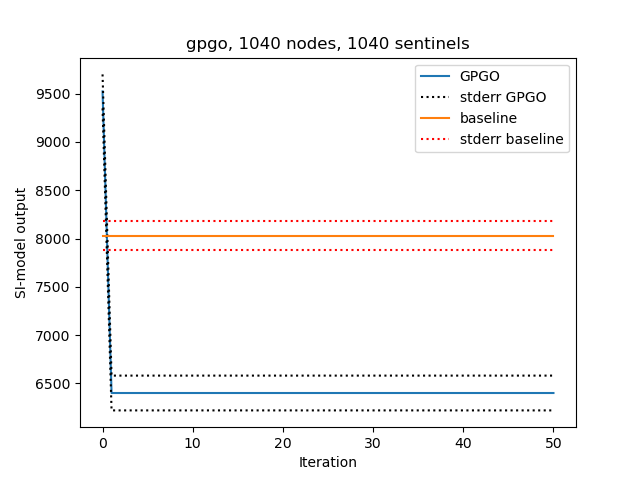 gpgo, 1040 nodes, 1040 sentinels
GPGO
stderr GPGO
baseline
stderr baseline
SI-model output
9500
9000
8500
8000
7500
7000
6500
0 10 20 30 40 50
Iteration